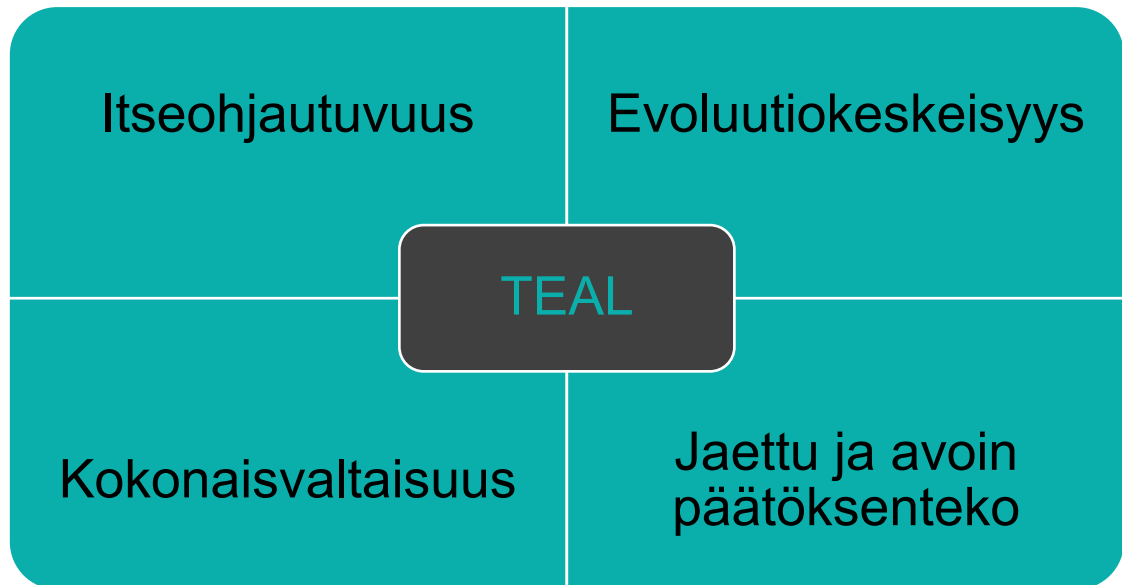 Itseohjautuvuus
Evoluutiokeskeisyys
TEAL
Kokonaisvaltaisuus
Jaettu ja avoin
päätöksenteko